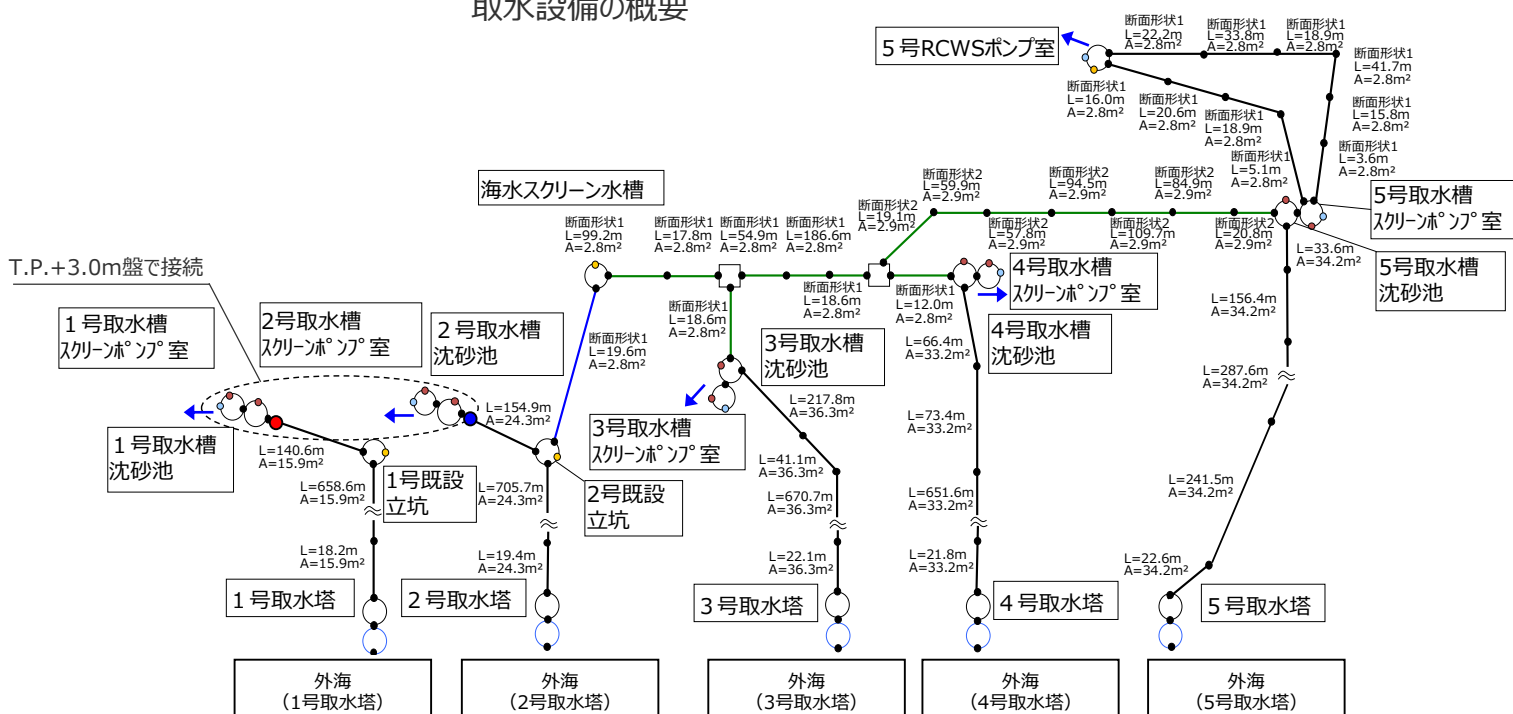 取水設備の概要
5号RCWSポンプ室
断面形状1
L=22.2m
A=2.8m²
断面形状1
L=33.8m
A=2.8m²
断面形状1
L=18.9m
A=2.8m²
断面形状1
L=41.7m
A=2.8m²
断面形状1
L=16.0m
A=2.8m²
断面形状1
L=20.6m
A=2.8m²
断面形状1
L=18.9m
A=2.8m²
断面形状1
L=15.8m
A=2.8m²
断面形状1
L=5.1m
A=2.8m²
断面形状1
L=3.6m
A=2.8m²
海水スクリーン水槽
断面形状1
L=99.2m
A=2.8m²
断面形状1
L=17.8m
A=2.8m²
断面形状1
L=54.9m
A=2.8m²
断面形状1
L=186.6m
A=2.8m²
断面形状2
L=19.1m
A=2.9m²
断面形状2
L=59.9m
A=2.9m²
断面形状2
L=57.8m
A=2.9m²
断面形状2
L=94.5m
A=2.9m²
断面形状2
L=109.7m
A=2.9m²
断面形状2
L=84.9m
A=2.9m²
断面形状2
L=20.8m
A=2.9m²
5号取水槽
スクリーンポンプ室
L=33.6m
A=34.2m²
5号取水槽
沈砂池
T.P.+3.0m盤で接続
1号取水槽
スクリーンポンプ室
2号取水槽
スクリーンポンプ室
2号取水槽
沈砂池
断面形状1
L=19.6m
A=2.8m²
断面形状1
L=18.6m
A=2.8m²
断面形状1
L=18.6m
A=2.8m²
断面形状1
L=12.0m
A=2.8m²
4号取水槽
スクリーンポンプ室
4号取水槽
沈砂池
3号取水槽
沈砂池
3号取水槽
スクリーンポンプ室
1号取水槽
沈砂池
L=140.6m
A=15.9m²
L=154.9m
A=24.3m²
1号既設
立坑
2号既設
立坑
L=658.6m
A=15.9m²
L=705.7m
A=24.3m²
L=217.8m
A=36.3m²
L=41.1m
A=36.3m²
L=670.7m
A=36.3m²
L=66.4m
A=33.2m²
L=73.4m
A=33.2m²
L=651.6m
A=33.2m²
L=156.4m
A=34.2m²
L=287.6m
A=34.2m²
L=241.5m
A=34.2m²
L=18.2m
A=15.9m²
L=19.4m
A=24.3m²
L=22.1m
A=36.3m²
L=21.8m
A=33.2m²
L=22.6m
A=34.2m²
1号取水塔
2号取水塔
3号取水塔
4号取水塔
5号取水塔
外海
(1号取水塔)
外海
(2号取水塔)
外海
(3号取水塔)
外海
(4号取水塔)
外海
(5号取水塔)